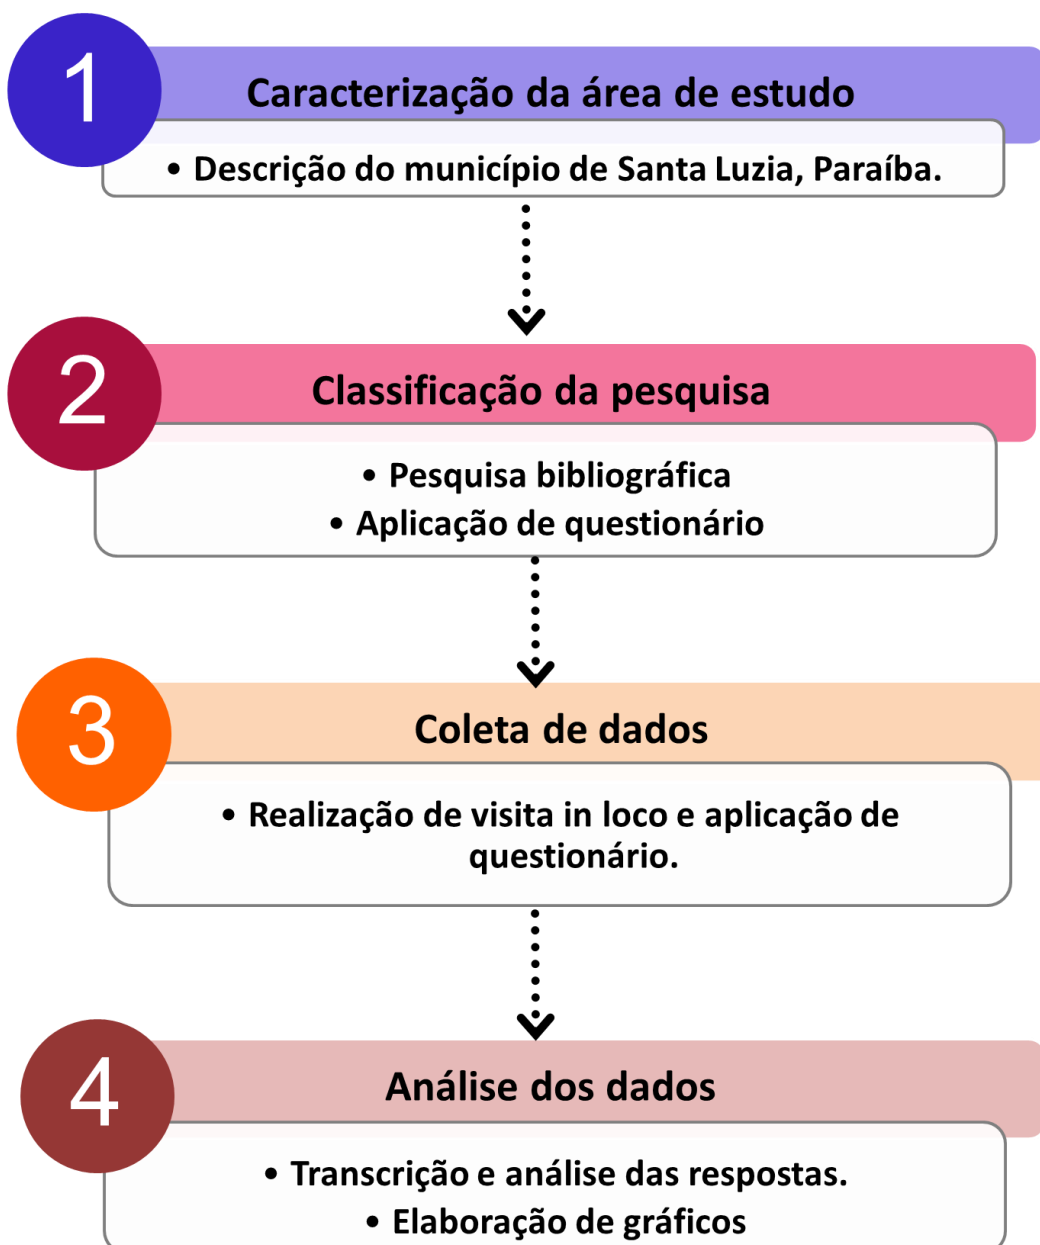 1
Caracterização da área de estudo
• Descrição do município de Santa Luzia, Paraíba.
2
Classificação da pesquisa
• Pesquisa bibliográfica
• Aplicação de questionário
3
Coleta de dados
• Realização de visita in loco e aplicação de
questionário.
4
Análise dos dados
• Transcrição e análise das respostas.
• Elaboração de gráficos